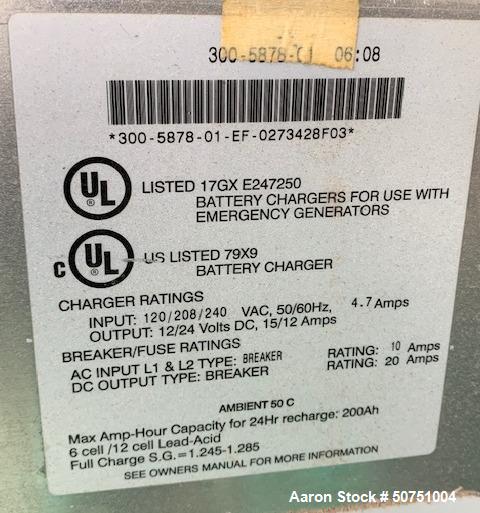 300-5878-01 06:08
*300-5878-01-EF-0273428F03*
UL
®
LISTED 17GX E247250
BATTERY CHARGERS FOR USE WITH
EMERGENCY GENERATORS
C UL US LISTED 79X9
®
BATTERY CHARGER
CHARGER RATINGS
INPUT: 120/208/240 VAC, 50/60Hz, 4.7 Amps
OUTPUT: 12/24 Volts DC, 15/12 Amps
BREAKER/FUSE RATINGS
AC INPUT L1 & L2 TYPE: BREAKER RATING: 10 Amps
DC OUTPUT TYPE: BREAKER RATING: 20 Amps
AMBIENT 50 C
Max Amp-Hour Capacity for 24Hr recharge: 200Ah
6 cell /12 cell Lead-Acid
Full Charge S.G.=1.245-1.285
SEE OWNERS MANUAL FOR MORE INFORMATION
Aaron Stock # 50751004